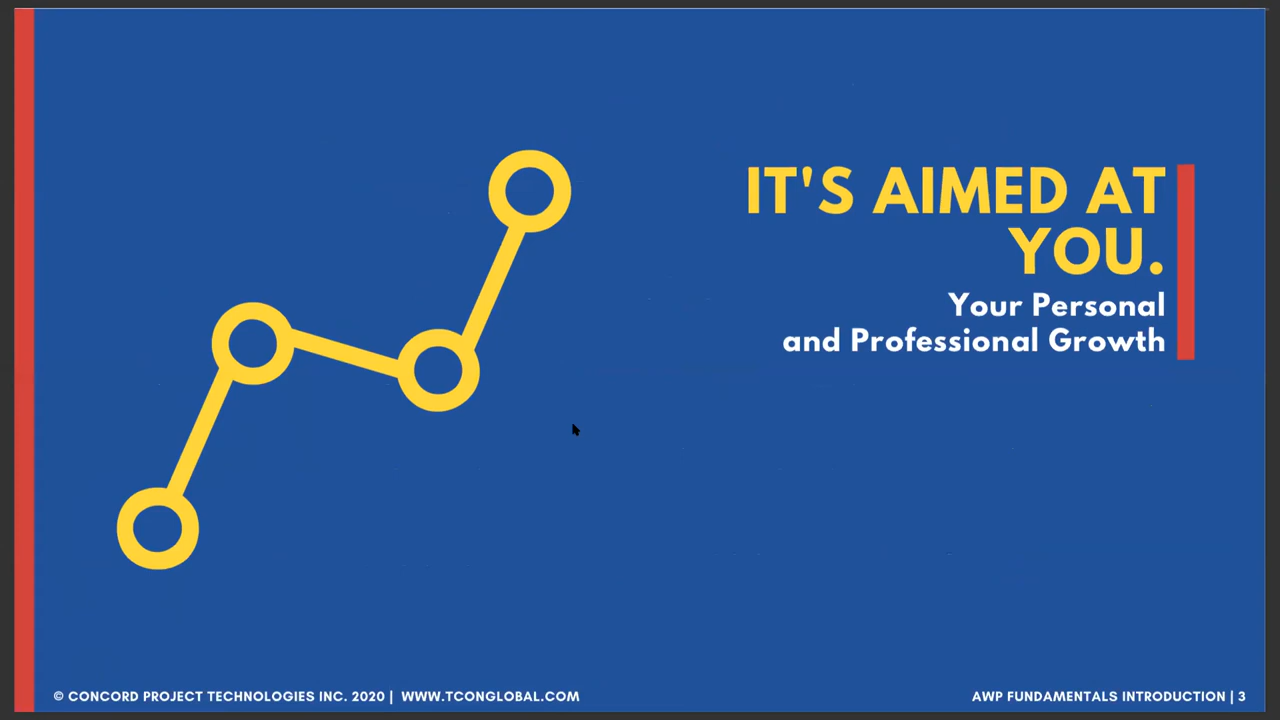 IT'S AIMED AT
YOU.
Your Personal
and Professional Growth
© CONCORD PROJECT TECHNOLOGIES INC. 2020 | WWW.TCONGLOBAL.COM
AWP FUNDAMENTALS INTRODUCTION | 3